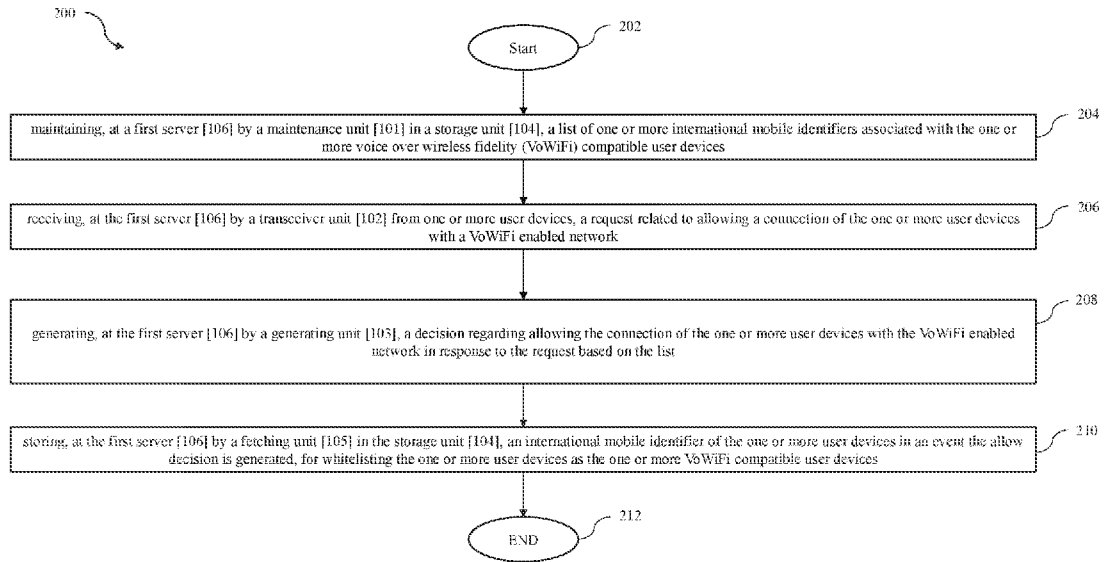 200
202
Start
204
maintaining, at a first server [106] by a maintenance unit [101] in a storage unit [104], a list of one or more international mobile identifiers associated with the one or
more voice over wireless fidelity (VoWiFi) compatible user devices
206
receiving, at the first server [106] by a transceiver unit [102] from one or more user devices, a request related to allowing a connection of the one or more user devices
with a VoWiFi enabled network
208
generating, at the first server [106] by a generating unit [103], a decision regarding allowing the connection of the one or more user devices with the VoWiFi enabled
network in response to the request based on the list
210
storing, at the first server [106] by a fetching unit [105] in the storage unit [104], an international mobile identifier of the one or more user devices in an event the allow
decision is generated, for whitelisting the one or more user devices as the one or more VoWiFi compatible user devices
212
END